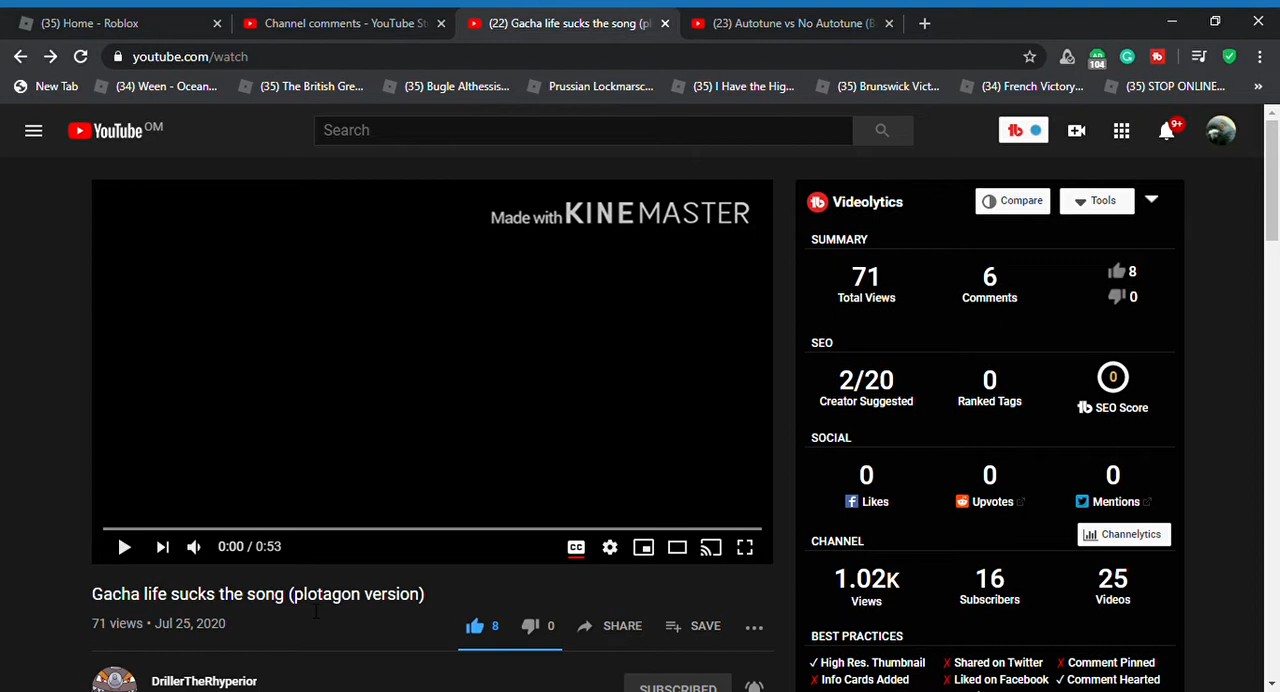 (35) Home - Roblox
Channel comments - YouTube St
(22) Gacha life sucks the song (pl
(23) Autotune vs No Autotune (B
youtube.com/watch
104
New Tab
(34) Ween - Ocean...
(35) The British Gre...
(35) Bugle Althessis...
Prussian Lockmarsc...
(35) I Have the Hig...
(35) Brunswick Vict...
(34) French Victory...
(35) STOP ONLINE...
YouTube OM
Search
9+
Made with KINEMASTER
Videolytics
Compare
Tools
SUMMARY
71
6
8
Total Views
Comments
0
SEO
2/20
0
0
Creator Suggested
Ranked Tags
SEO Score
SOCIAL
0
0
0
Likes
Upvotes
Mentions
CHANNEL
Channelytics
1.02K
16
25
Views
Subscribers
Videos
BEST PRACTICES
✓ High Res. Thumbnail
✗ Shared on Twitter
✗ Comment Pinned
✗ Info Cards Added
✗ Liked on Facebook
✓ Comment Hearted
0:00 / 0:53
CC
Gacha life sucks the song (plotagon version)
71 views • Jul 25, 2020
8
0
SHARE
SAVE
DrillerTheRhyperior
SUBSCRIBED